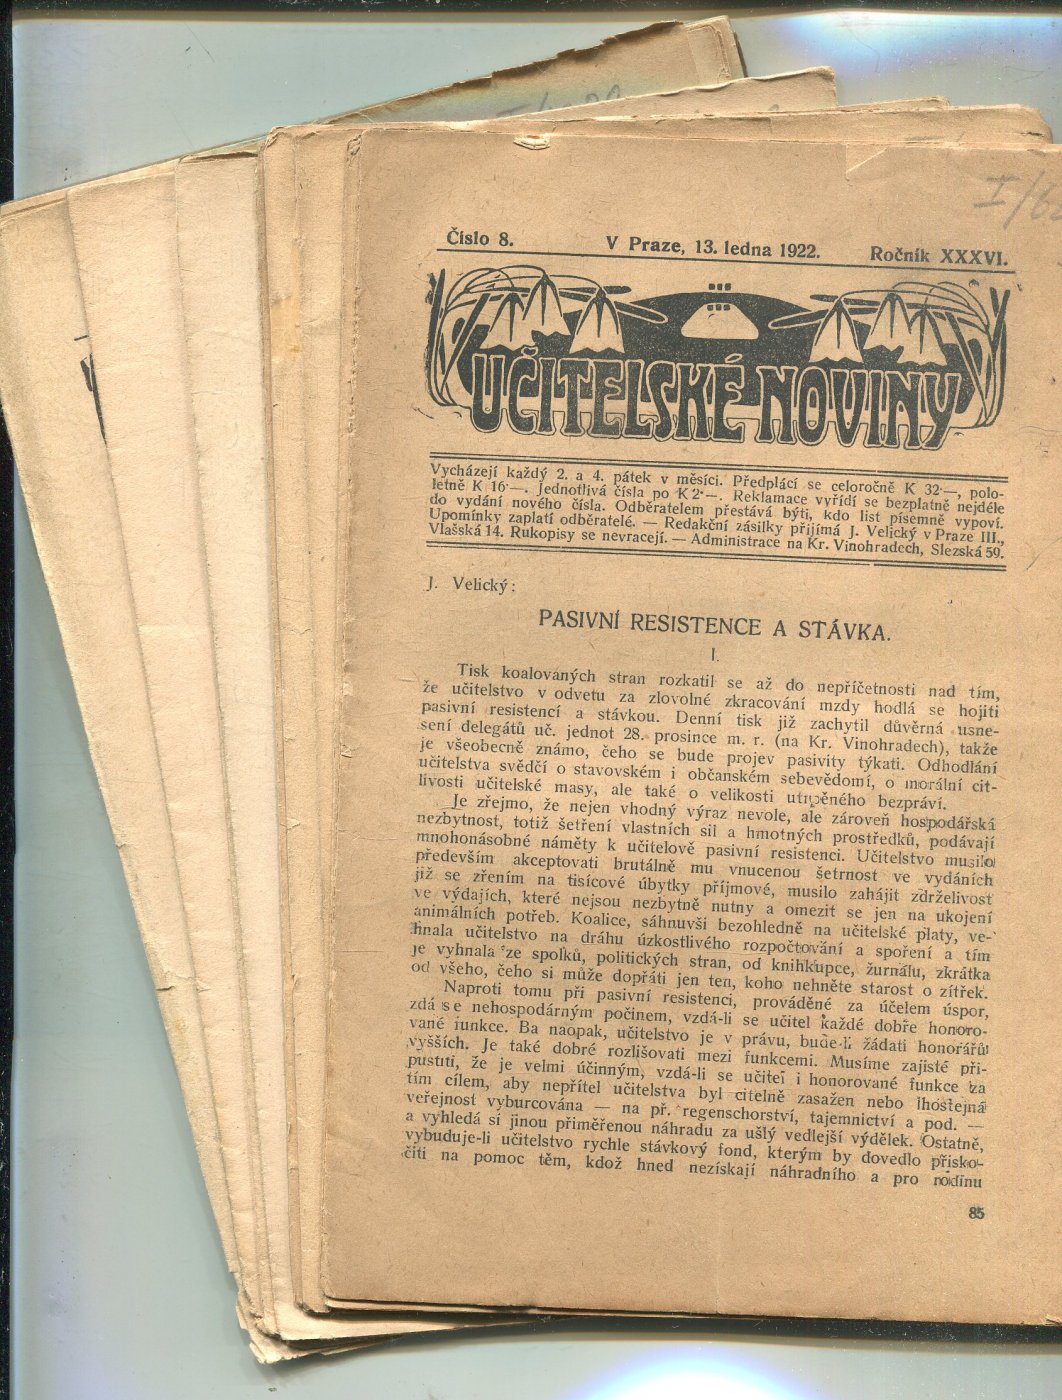 I/6
Číslo 8. V Praze, 13. ledna 1922. Ročník XXXVI.
UČITELSKÉ NOVINY
Vycházejí každý 2. a 4. pátek v měsíci. Předplácí se celoročně K 32·—, polo-
letně K 16·—. Jednotlivá čísla po K 2·—. Reklamace vyřídí se bezplatně nejdéle
do vydání nového čísla. Odběratelem přestává býti, kdo list písemně vypoví.
Upomínky zaplatí odběratelé. — Redakční zásilky přijímá J. Velický v Praze III.,
Vlašská 14. Rukopisy se nevracejí. — Administrace na Kr. Vinohradech, Slezská 59.
J. Velický:
PASIVNÍ RESISTENCE A STÁVKA.
I.
Tisk koalovaných stran rozkatil se až do nepříčetnosti nad tím,
že učitelstvo v odvetu za zlovolné zkracování mzdy hodlá se hojiti
pasivní resistencí a stávkou. Denní tisk již zachytil důvěrná usne-
sení delegátů uč. jednot 28. prosince m. r. (na Kr. Vinohradech), takže
je všeobecně známo, čeho se bude projev pasivity týkati. Odhodlání
učitelstva svědčí o stavovském i občanském sebevědomí, o morální cit-
livosti učitelské masy, ale také o velikosti utrpěného bezpráví.
Je zřejmo, že nejen vhodný výraz nevole, ale zároveň hospodářská
nezbytnost, totiž šetření vlastních sil a hmotných prostředků, podávají
mnohonásobné náměty k učitelově pasivní resistenci. Učitelstvo musilo
především akceptovati brutálně mu vnucenou šetrnost ve vydáních
již se zřením na tisícové úbytky příjmové, musilo zahájit zdrželivost
ve výdajích, které nejsou nezbytně nutny a omezit se jen na ukojení
animálních potřeb. Koalice, sáhnuvši bezohledně na učitelské platy, ve-
hnala učitelstvo na dráhu úzkostlivého rozpočtování a spoření a tím
je vyhnala ze spolků, politických stran, od knihkupce, žurnálu, zkrátka
od všeho, čeho si může dopřáti jen ten, koho nehněte starost o zítřek.
Naproti tomu při pasivní resistenci, prováděné za účelem úspor,
zdá se nehospodárným počinem, vzdá-li se učitel každé dobře honoro-
vané funkce. Ba naopak, učitelstvo je v právu, bude-li žádati honorářů
vyšších. Je také dobré rozlišovati mezi funkcemi. Musíme zajisté při-
pustiti, že je velmi účinným, vzdá-li se učitel i honorované funkce za
tím cílem, aby nepřítel učitelstva byl citelně zasažen nebo lhostejná
veřejnost vyburcována — na př. regenschorství, tajemnictví a pod. —
a vyhledá si jinou přiměřenou náhradu za ušlý vedlejší výdělek. Ostatně,
vybuduje-li učitelstvo rychle stávkový fond, kterým by dovedlo přisko-
čiti na pomoc těm, kdož hned nezískají náhradního a pro rodinu
85